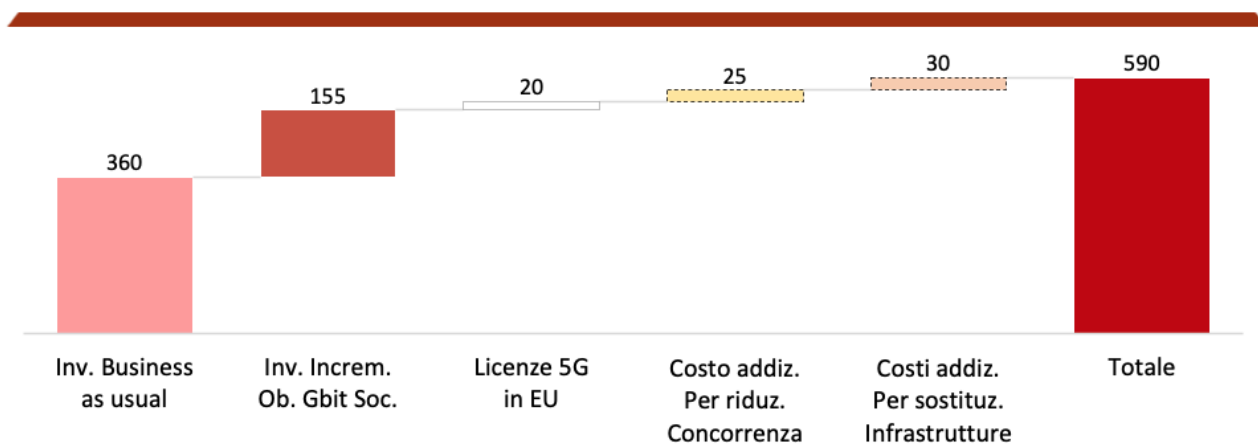 360
155
20
25
30
590
Inv. Business
as usual
Inv. Increm.
Ob. Gbit Soc.
Licenze 5G
in EU
Costo addiz.
Per riduz.
Concorrenza
Costi addiz.
Per sostituz.
Infrastrutture
Totale